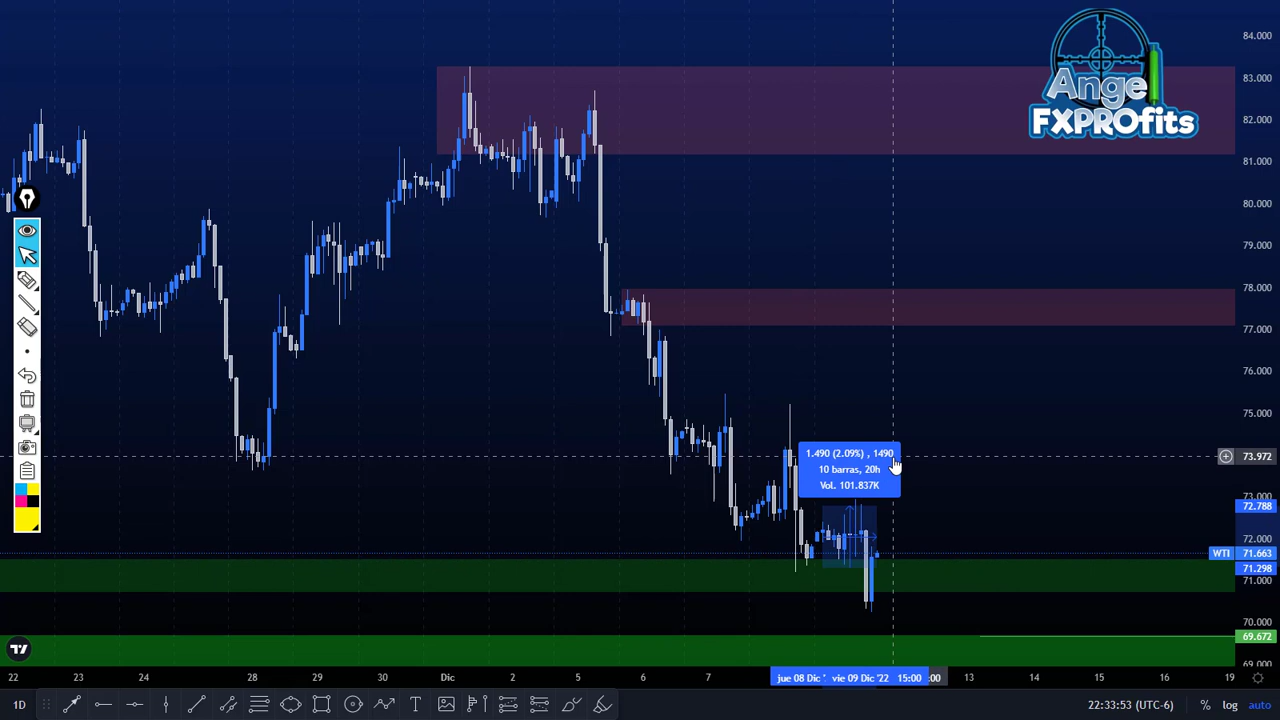 Angel
FXPROfits
84.000
83.000
82.000
81.000
80.000
79.000
78.000
77.000
76.000
75.000
73.972
73.000
72.788
72.000
WTI
71.663
71.298
71.000
70.000
69.672
69.000
1.490 (2.09%) , 1490
10 barras, 20h
Vol. 101.837K
22 23 24 28 29 30 Dic 2 5 6 7 jue 08 Dic ' vie 09 Dic '22 15:00 :00 13 14 15 19
1D
T
22:33:53 (UTC-6)
% log auto